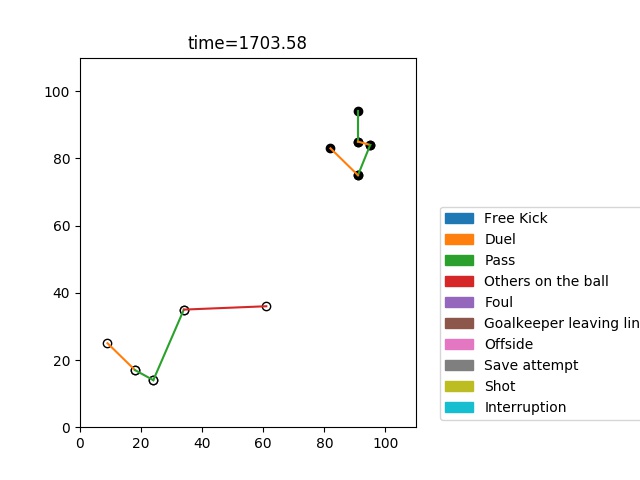 time=1703.58
100
80
60
40
20
0
0 20 40 60 80 100
Free Kick
Duel
Pass
Others on the ball
Foul
Goalkeeper leaving lin
Offside
Save attempt
Shot
Interruption